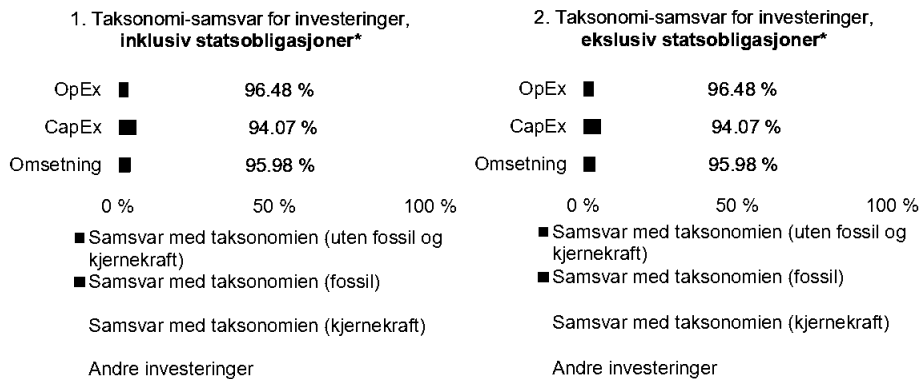 1. Taksonomi-samsvar for investeringer,
inklusiv statsobligasjoner*
OpEx 96.48 %
CapEx 94.07 %
Omsetning 95.98 %
0 % 50 % 100 %
Samsvar med taksonomien (uten fossil og
kjernekraft)
Samsvar med taksonomien (fossil)
Samsvar med taksonomien (kjernekraft)
Andre investeringer
2. Taksonomi-samsvar for investeringer,
ekslusiv statsobligasjoner*
OpEx 96.48 %
CapEx 94.07 %
Omsetning 95.98 %
0 % 50 % 100 %
Samsvar med taksonomien (uten fossil og
kjernekraft)
Samsvar med taksonomien (fossil)
Samsvar med taksonomien (kjernekraft)
Andre investeringer